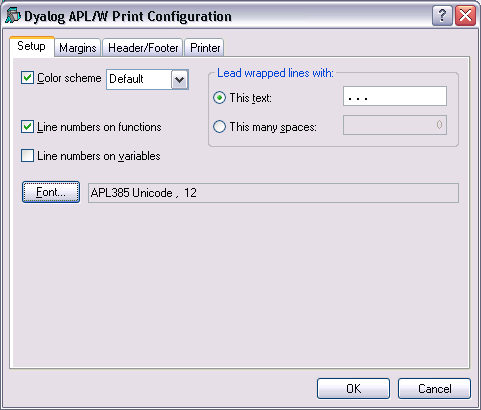 Dyalog APL/W Print Configuration
Setup Margins Header/Footer Printer
Color scheme Default
Lead wrapped lines with:
This text: ...
Line numbers on functions
This many spaces: 0
Line numbers on variables
Font... APL385 Unicode , 12
OK Cancel